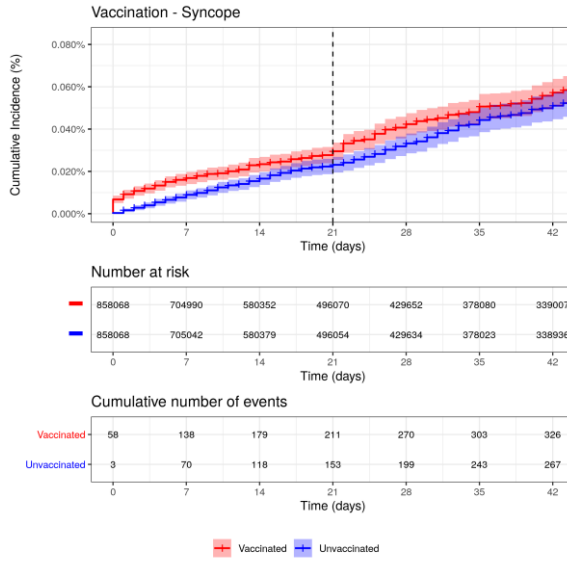 Vaccination - Syncope
Cumulative Incidence (%)
0.080%
0.060%
0.040%
0.020%
0.000%
0 7 14 21 28 35 42
Time (days)
Number at risk
858068 704990 580352 496070 429652 378080 339007
858068 705042 580379 496054 429634 378023 338936
0 7 14 21 28 35 42
Time (days)
Cumulative number of events
Vaccinated 58 138 179 211 270 303 326
Unvaccinated 3 70 118 153 199 243 267
0 7 14 21 28 35 42
Time (days)
Vaccinated Unvaccinated